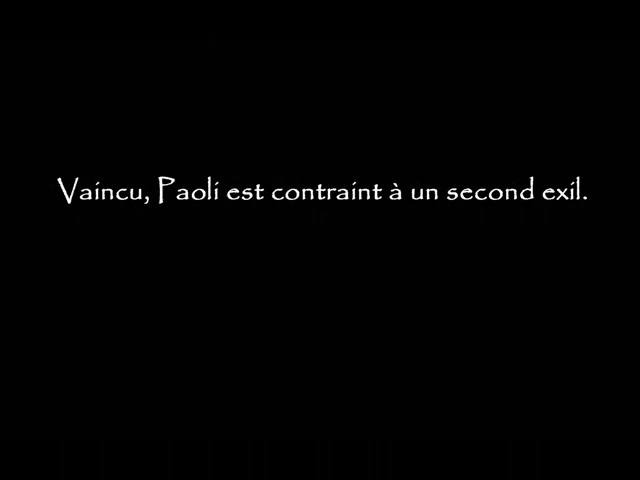 Vaincu, Paoli est contraint à un second exil.